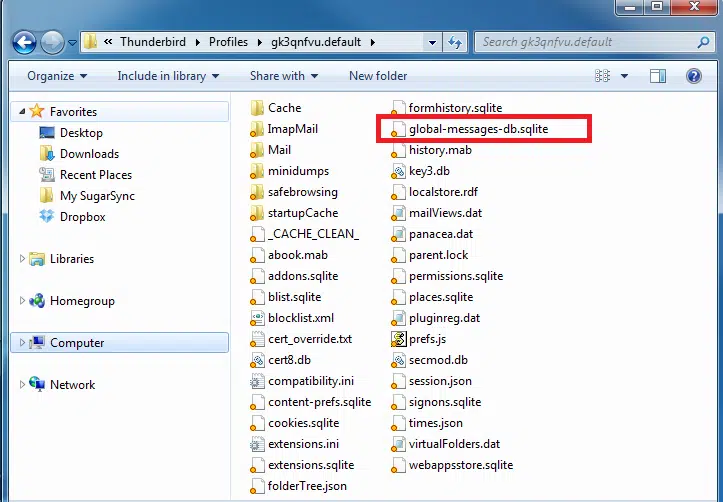 Thunderbird Profiles gk3qnfvu.default Search gk3qnfvu.default
Organize Include in library Share with New folder
Favorites
Desktop
Downloads
Recent Places
My SugarSync
Dropbox
Libraries
Homegroup
Computer
Network
Cache
ImapMail
Mail
minidumps
safebrowsing
startupCache
_CACHE_CLEAN_
abook.mab
addons.sqlite
blist.sqlite
blocklist.xml
cert_override.txt
cert8.db
compatibility.ini
content-prefs.sqlite
cookies.sqlite
extensions.ini
extensions.sqlite
folderTree.json
formhistory.sqlite
global-messages-db.sqlite
history.mab
key3.db
localstore.rdf
mailViews.dat
panacea.dat
parent.lock
permissions.sqlite
places.sqlite
pluginreg.dat
prefs.js
secmod.db
session.json
signons.sqlite
times.json
virtualFolders.dat
webappsstore.sqlite